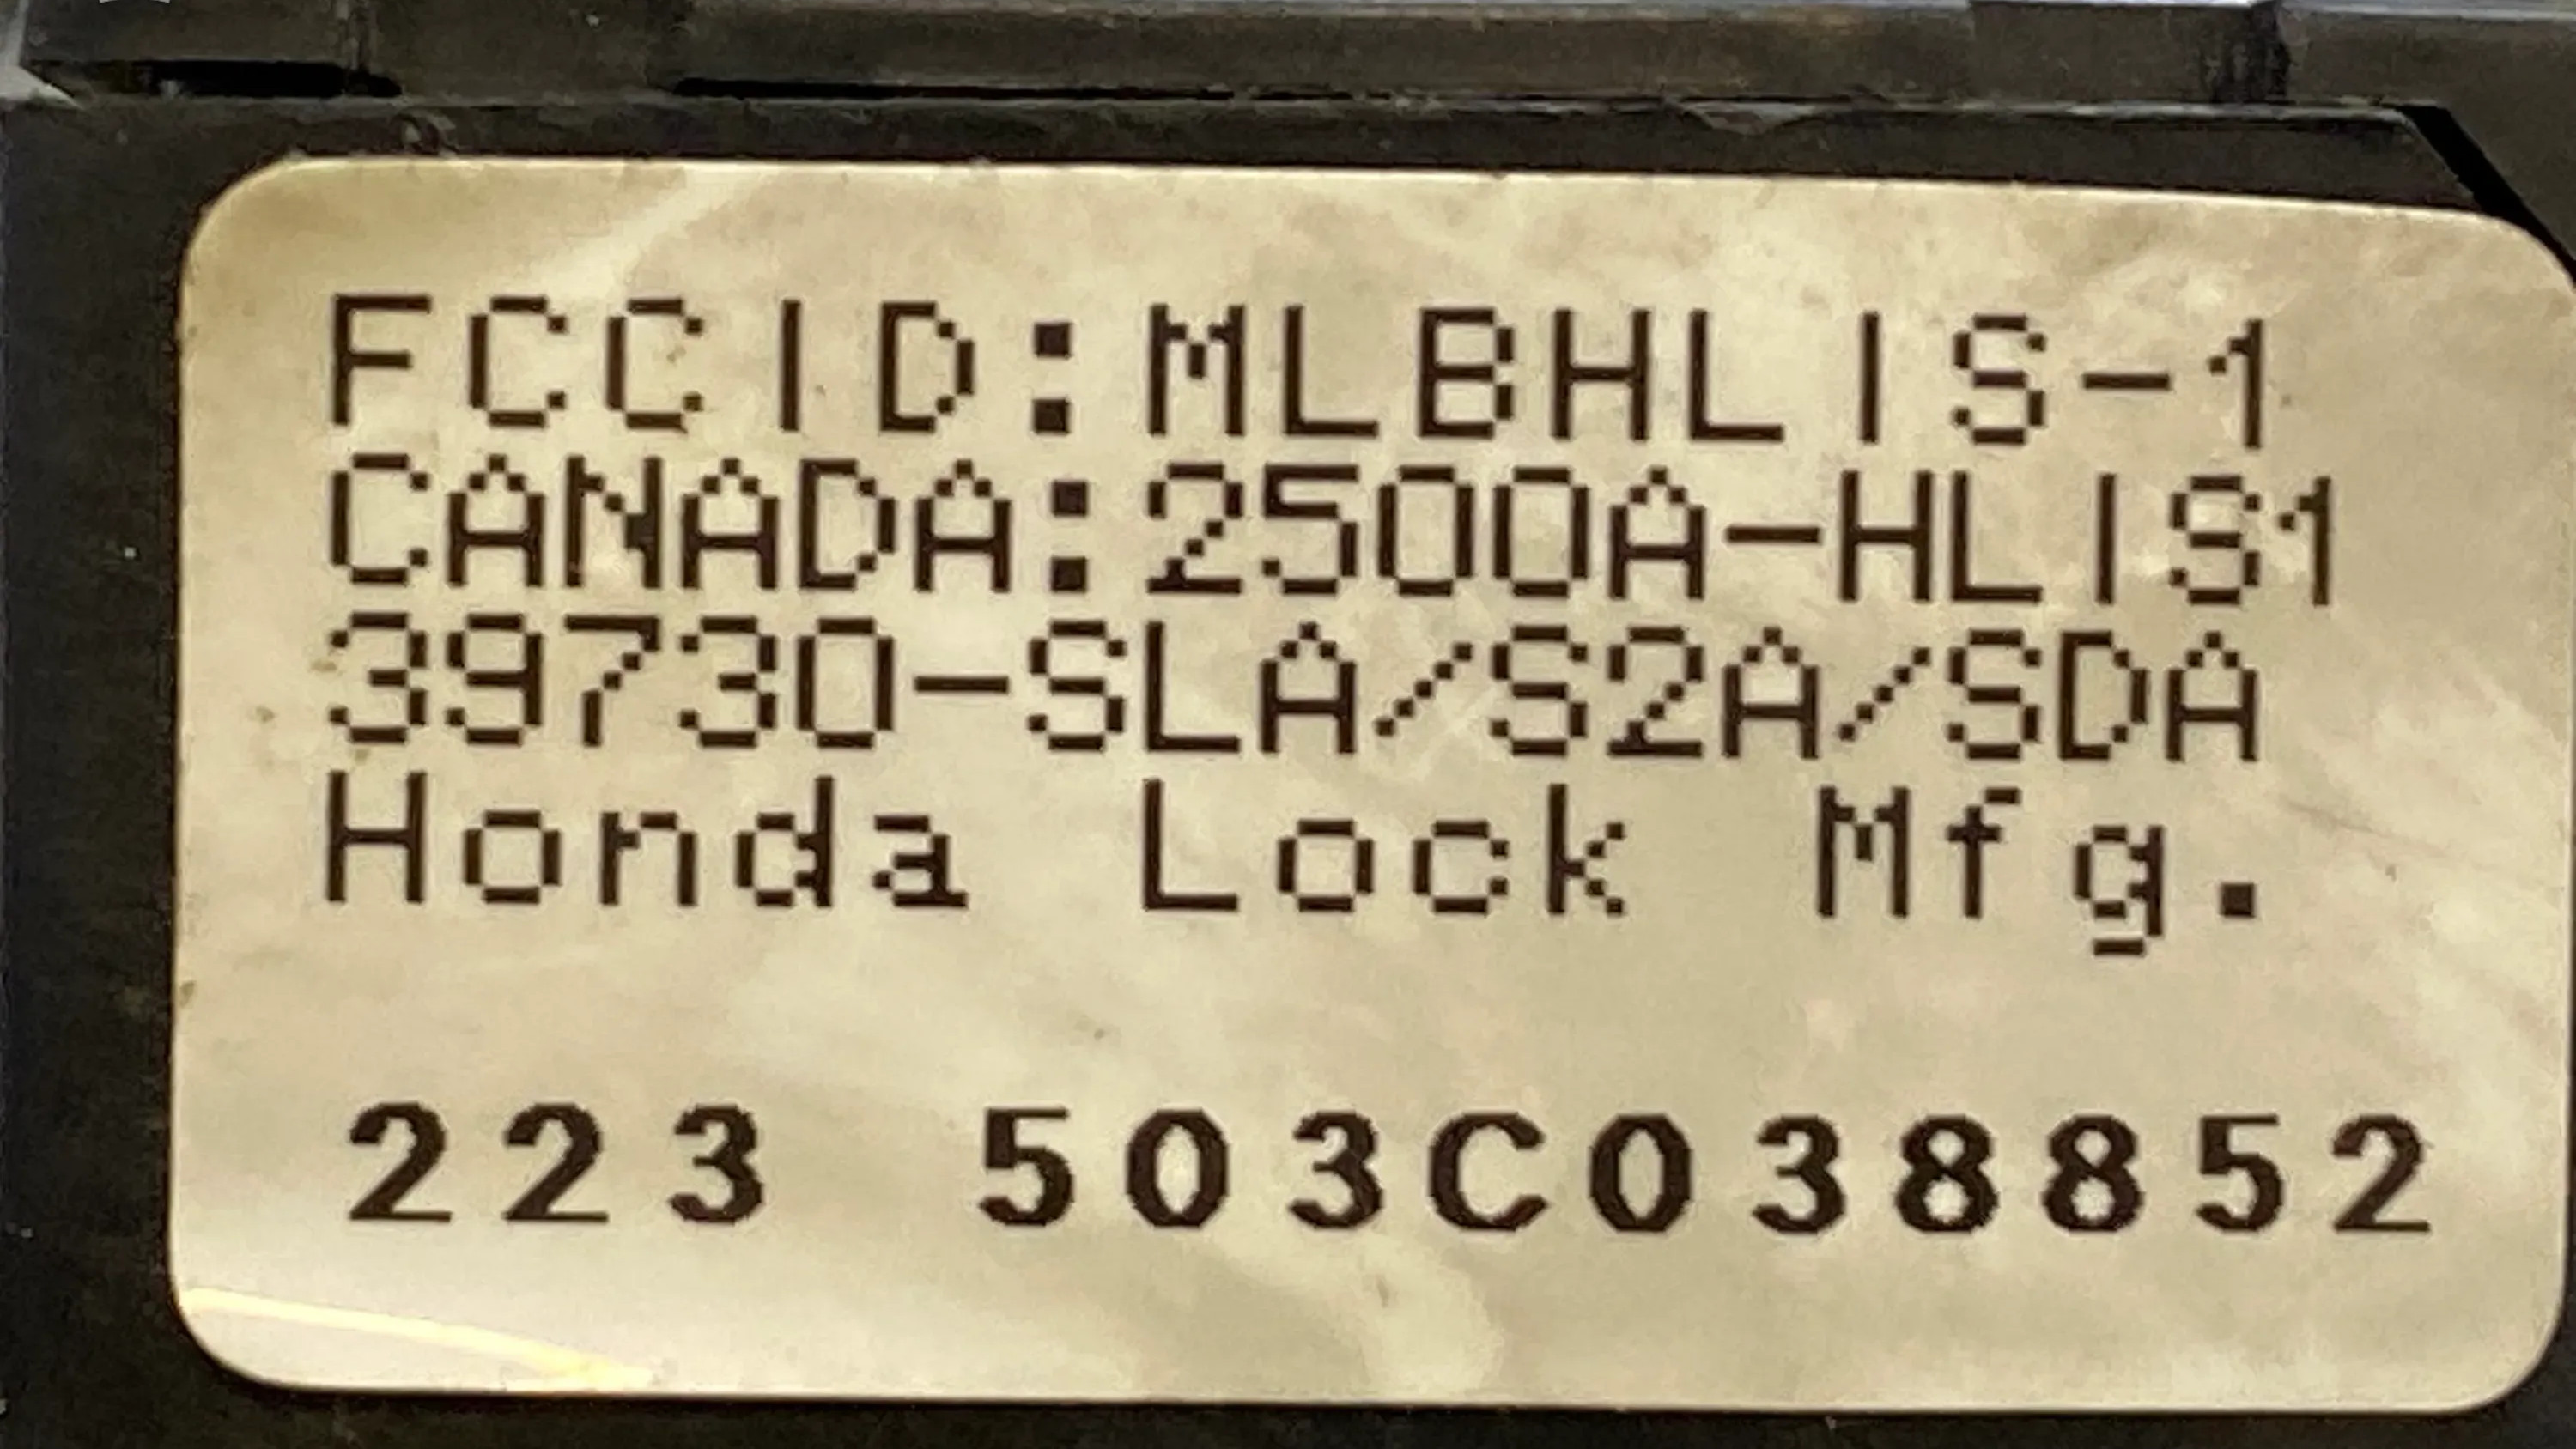 FCCID:MLBHLIS-1
CANADA:2500A-HLIS1
39730-SLA/S2A/SDA
Honda Lock Mfg.
223 503C038852